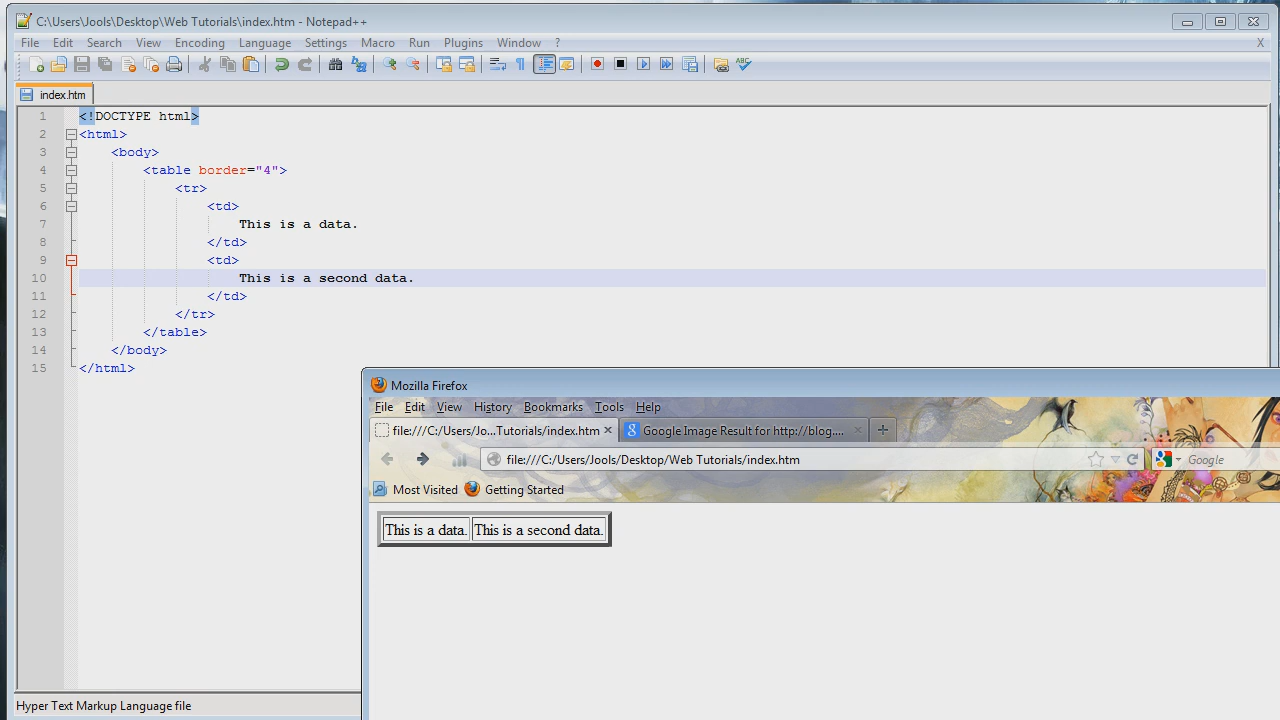 C:\Users\Jools\Desktop\Web Tutorials\index.htm - Notepad++
File Edit Search View Encoding Language Settings Macro Run Plugins Window ? X
ABC
index.htm
1 <!DOCTYPE html>
2 <html>
3 <body>
4 <table border="4">
5 <tr>
6 <td>
7 This is a data.
8 </td>
9 <td>
10 This is a second data.
11 </td>
12 </tr>
13 </table>
14 </body>
15 </html>
Mozilla Firefox
File Edit View History Bookmarks Tools Help
file:///C:/Users/Jo...Tutorials/index.htm Google Image Result for http://blog....
file:///C:/Users/Jools/Desktop/Web Tutorials/index.htm Google
Most Visited Getting Started
This is a data. This is a second data.
Hyper Text Markup Language file